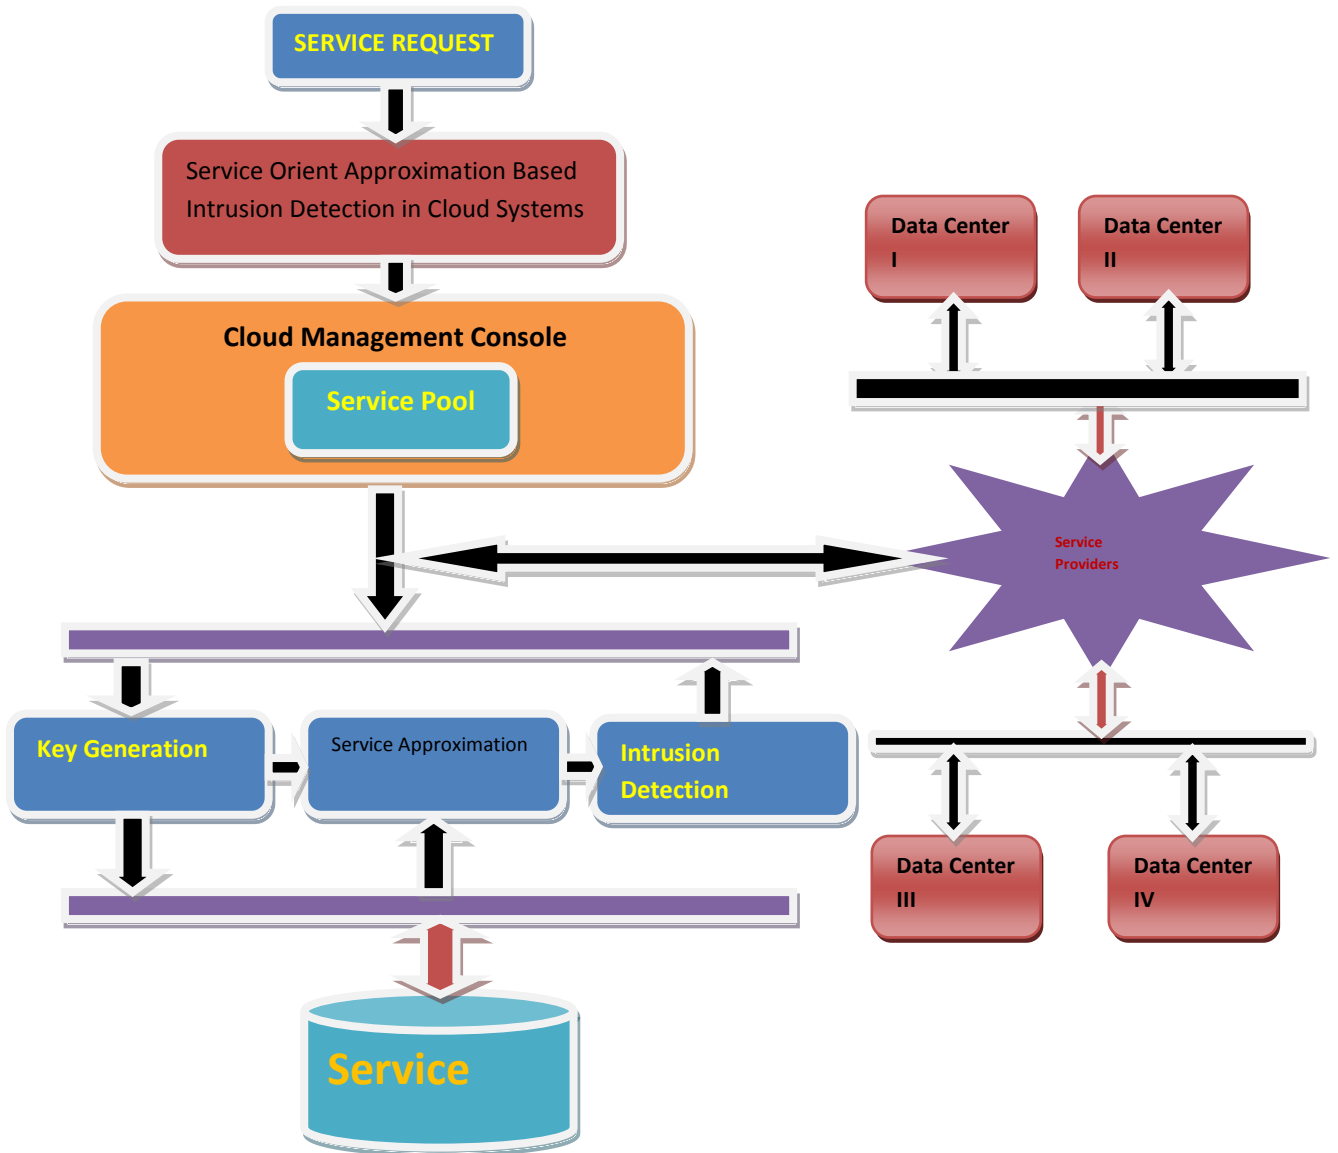 SERVICE REQUEST
Service Orient Approximation Based
Intrusion Detection in Cloud Systems
Cloud Management Console
Service Pool
Data Center
I
Data Center
II
Service
Providers
Key Generation
Service Approximation
Intrusion
Detection
Data Center
III
Data Center
IV
Service